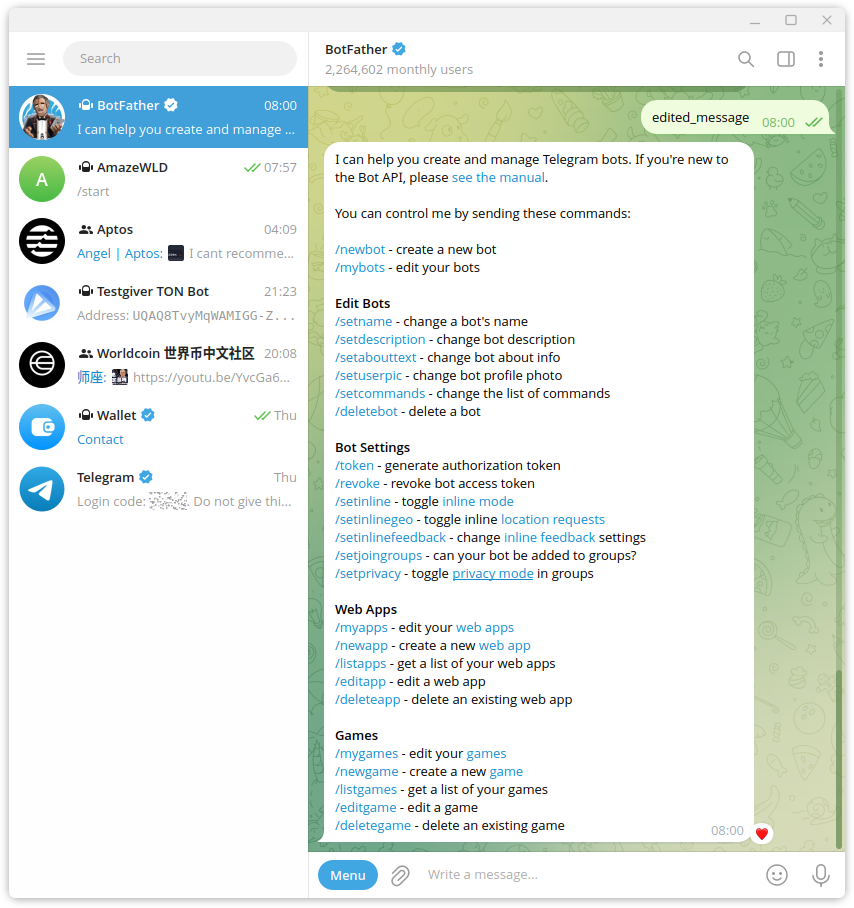 Search
BotFather
08:00
I can help you create and manage ...
A
AmazeWLD
07:57
/start
Aptos
04:09
Angel | Aptos: I cant recomme...
Testgiver TON Bot
21:23
Address: UQAQ8TvyMqWAMIGG-Z...
Worldcoin 世界币中文社区
20:08
师座: https://youtu.be/YvcGa6...
Wallet
Thu
Contact
Telegram
Thu
Login code: . Do not give thi...
BotFather
2,264,602 monthly users
edited_message
08:00
I can help you create and manage Telegram bots. If you're new to
the Bot API, please see the manual.
You can control me by sending these commands:
/newbot - create a new bot
/mybots - edit your bots
Edit Bots
/setname - change a bot's name
/setdescription - change bot description
/setabouttext - change bot about info
/setuserpic - change bot profile photo
/setcommands - change the list of commands
/deletebot - delete a bot
Bot Settings
/token - generate authorization token
/revoke - revoke bot access token
/setinline - toggle inline mode
/setinlinegeo - toggle inline location requests
/setinlinefeedback - change inline feedback settings
/setjoingroups - can your bot be added to groups?
/setprivacy - toggle privacy mode in groups
Web Apps
/myapps - edit your web apps
/newapp - create a new web app
/listapps - get a list of your web apps
/editapp - edit a web app
/deleteapp - delete an existing web app
Games
/mygames - edit your games
/newgame - create a new game
/listgames - get a list of your games
/editgame - edit a game
/deletegame - delete an existing game
08:00
Menu
Write a message...